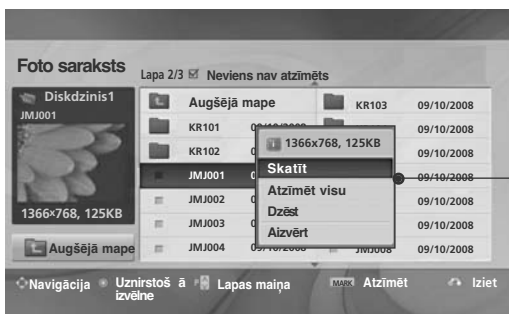 Foto saraksts
Lapa 2/3 Neviens nav atzīmēts
Diskdzinis1
JMJ001
1366×768, 125KB
Augšējā mape
Augšējā mape
KR101
KR102
JMJ001
JMJ002
JMJ003
JMJ004
KR103 09/10/2008
09/10/2008
09/10/2008
09/10/2008
09/10/2008
09/10/2008
JMJ008 09/10/2008
1366x768, 125KB
Skatīt
Atzīmēt visu
Dzēst
Aizvērt
Navigācija Uznirstoš ā Lapas maiņa MARK Atzīmēt Iziet
izvēlne